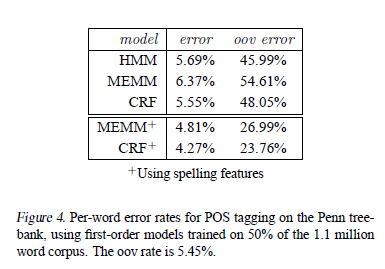 model error oov error
HMM 5.69% 45.99%
MEMM 6.37% 54.61%
CRF 5.55% 48.05%
MEMM+ 4.81% 26.99%
CRF+ 4.27% 23.76%
+Using spelling features
Figure 4. Per-word error rates for POS tagging on the Penn tree-
bank, using first-order models trained on 50% of the 1.1 million
word corpus. The oov rate is 5.45%.